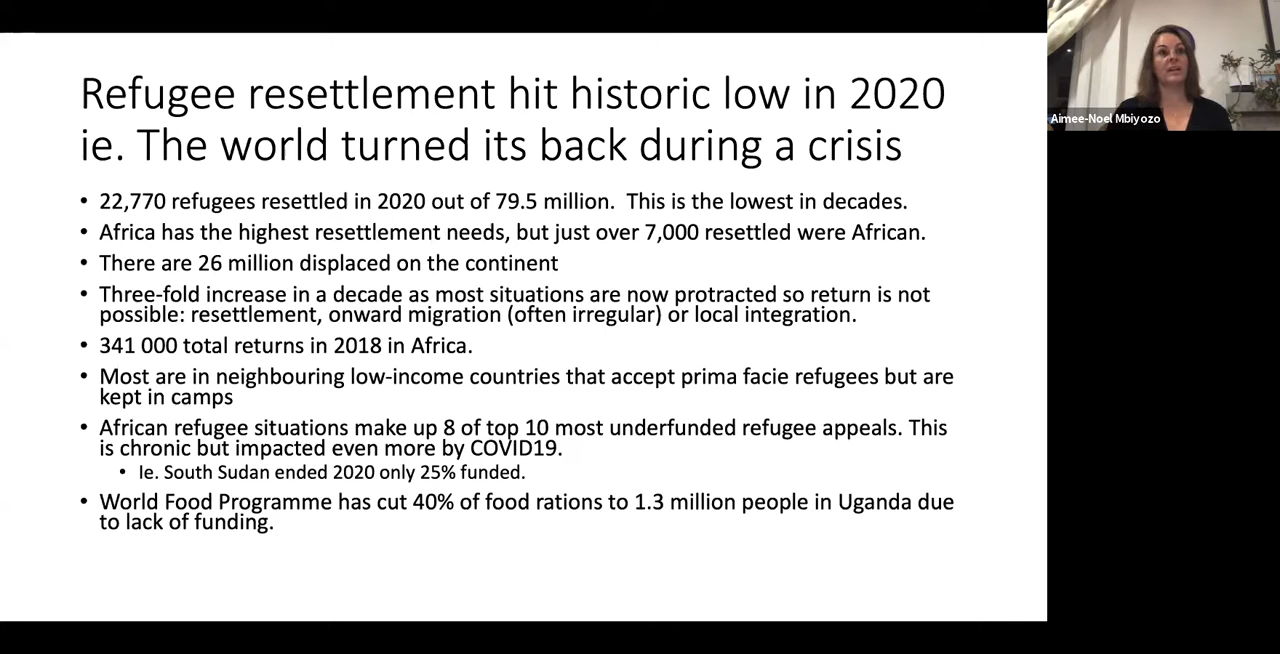 Refugee resettlement hit historic low in 2020
ie. The world turned its back during a crisis
• 22,770 refugees resettled in 2020 out of 79.5 million.  This is the lowest in decades.
• Africa has the highest resettlement needs, but just over 7,000 resettled were African.
• There are 26 million displaced on the continent
• Three-fold increase in a decade as most situations are now protracted so return is not
possible: resettlement, onward migration (often irregular) or local integration.
• 341 000 total returns in 2018 in Africa.
• Most are in neighbouring low-income countries that accept prima facie refugees but are
kept in camps
• African refugee situations make up 8 of top 10 most underfunded refugee appeals. This
is chronic but impacted even more by COVID19.
• Ie. South Sudan ended 2020 only 25% funded.
• World Food Programme has cut 40% of food rations to 1.3 million people in Uganda due
to lack of funding.
Aimee-Noel Mbiyozo